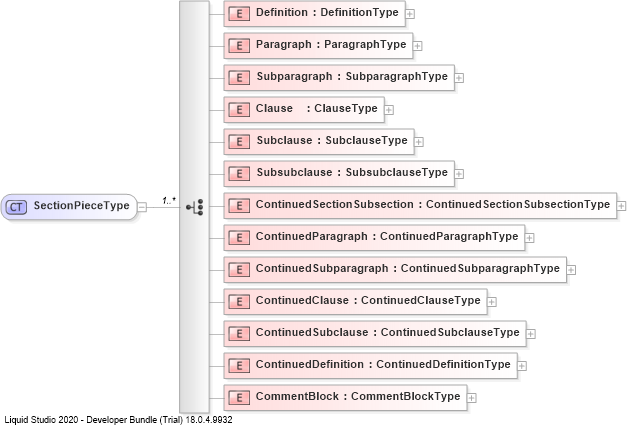 Definition : DefinitionType
Paragraph : ParagraphType
Subparagraph : SubparagraphType
Clause : ClauseType
Subclause : SubclauseType
Subsubclause : SubsubclauseType
CT SectionPieceType
1..*
ContinuedSectionSubsection : ContinuedSectionSubsectionType
ContinuedParagraph : ContinuedParagraphType
ContinuedSubparagraph : ContinuedSubparagraphType
ContinuedClause : ContinuedClauseType
ContinuedSubclause : ContinuedSubclauseType
ContinuedDefinition : ContinuedDefinitionType
CommentBlock : CommentBlockType
Liquid Studio 2020 - Developer Bundle (Trial) 18.0.4.9932